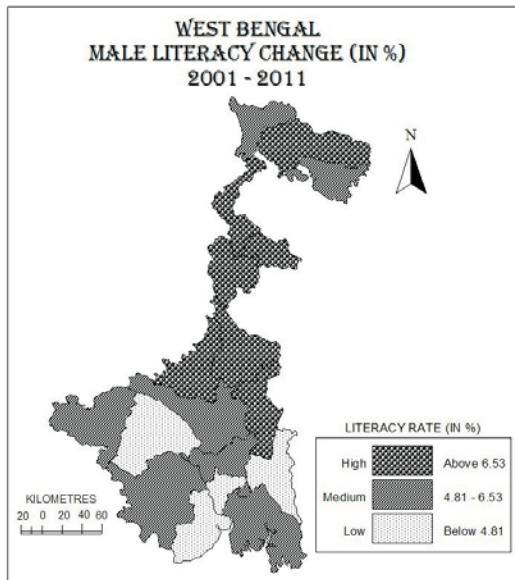 WEST BENGAL
MALE LITERACY CHANGE (IN %)
2001 - 2011
N
LITERACY RATE (IN %)
High Above 6.53
Medium 4.81 - 6.53
Low Below 4.81
KILOMETRES
20 0 20 40 60